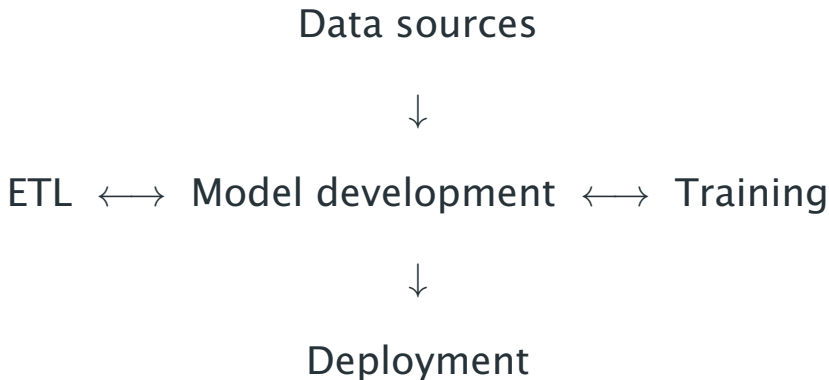 Data sources
↓
ETL ⟷ Model development ⟷ Training
↓
Deployment